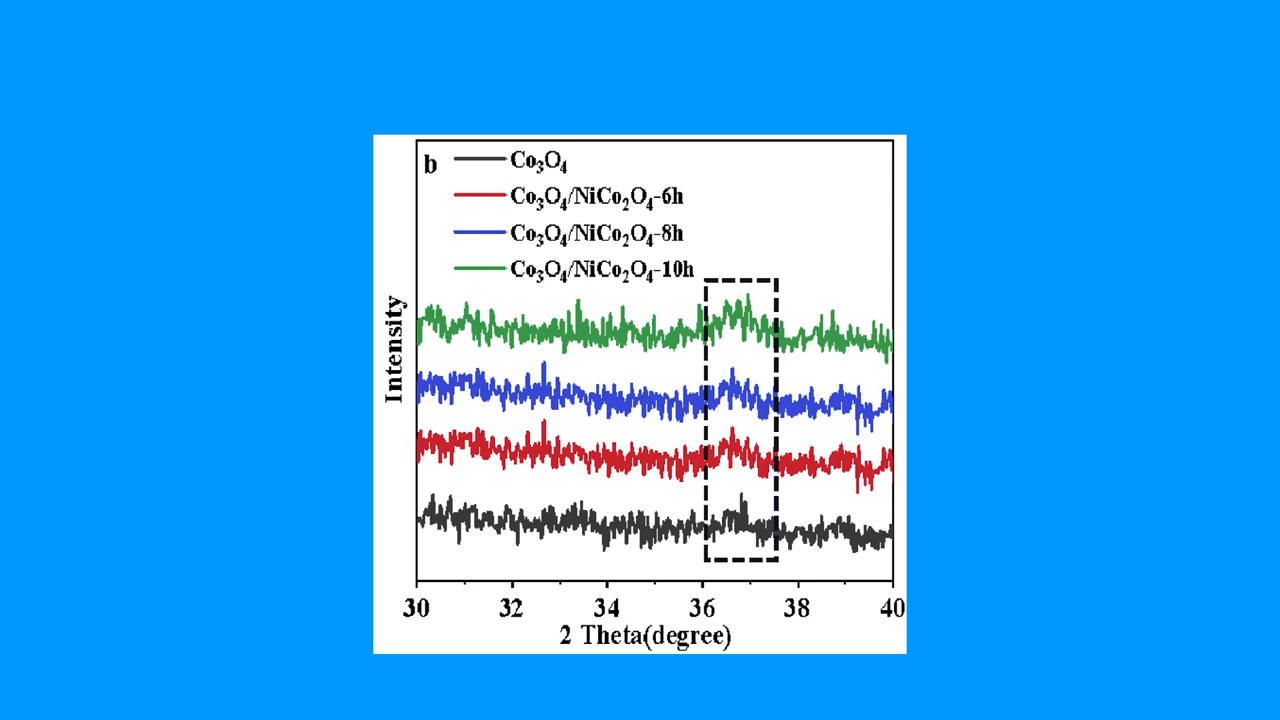 b
Co₃O₄
Co₃O₄/NiCo₂O₄-6h
Co₃O₄/NiCo₂O₄-8h
Co₃O₄/NiCo₂O₄-10h
Intensity
30 32 34 36 38 40
2 Theta(degree)